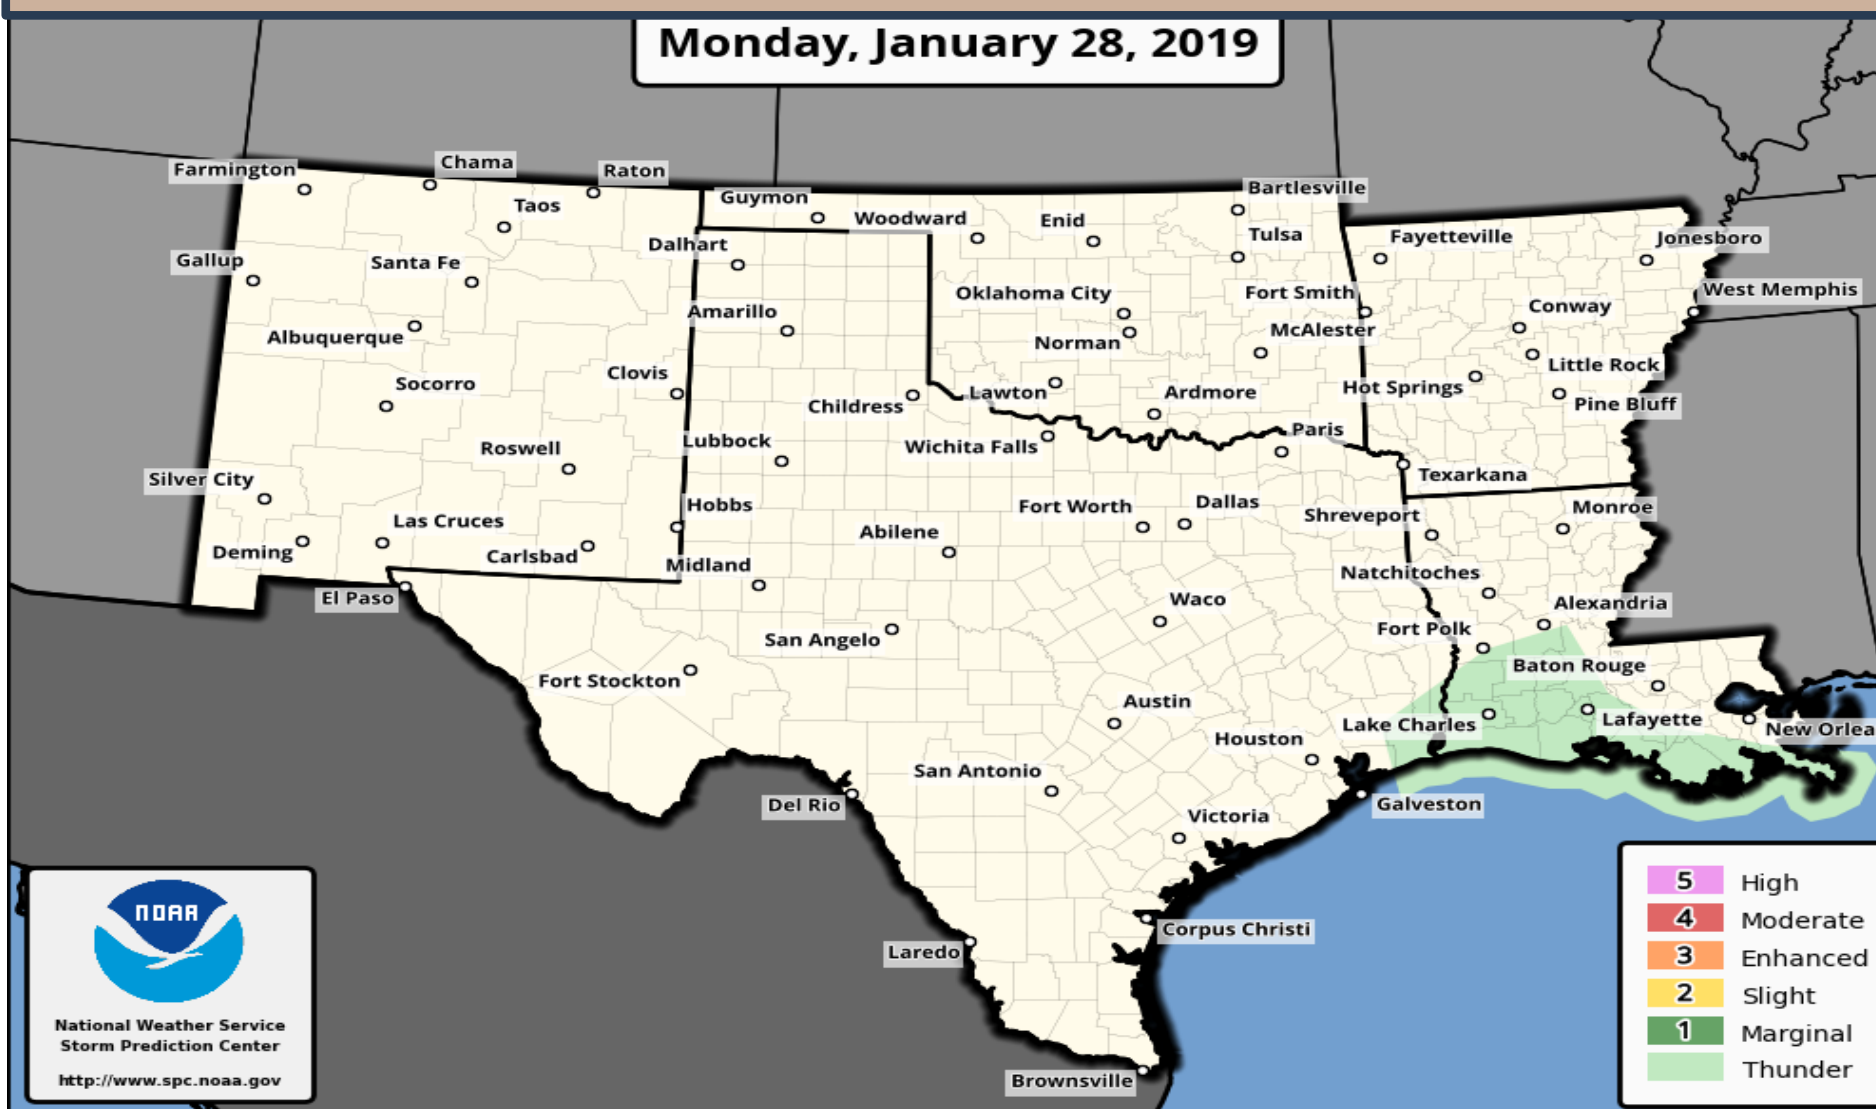 Monday, January 28, 2019
Farmington
Chama
Raton
Taos
Guymon
Woodward
Enid
Bartlesville
Tulsa
Fayetteville
Jonesboro
Gallup
Santa Fe
Dalhart
Oklahoma City
Fort Smith
West Memphis
Albuquerque
Amarillo
Norman
McAlester
Conway
Little Rock
Socorro
Clovis
Childress
Lawton
Ardmore
Hot Springs
Pine Bluff
Roswell
Lubbock
Wichita Falls
Paris
Texarkana
Silver City
Hobbs
Fort Worth
Dallas
Shreveport
Monroe
Las Cruces
Deming
Carlsbad
Midland
Abilene
Natchitoches
El Paso
Waco
Alexandria
San Angelo
Fort Polk
Fort Stockton
Baton Rouge
Austin
Lake Charles
Lafayette
New Orlea
Houston
San Antonio
Del Rio
Galveston
Victoria
Corpus Christi
Laredo
Brownsville
NOAA
National Weather Service
Storm Prediction Center
http://www.spc.noaa.gov
5 High
4 Moderate
3 Enhanced
2 Slight
1 Marginal
Thunder